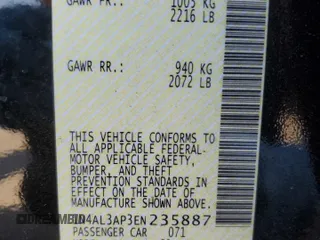 GAWR FR.: 1005 KG
2216 LB
GAWR RR.: 940 KG
2072 LB
THIS VEHICLE CONFORMS TO
ALL APPLICABLE FEDERAL
MOTOR VEHICLE SAFETY,
BUMPER, AND THEFT
PREVENTION STANDARDS IN
EFFECT ON THE DATE OF
MANUFACTURE SHOWN ABOVE.
N4AL3AP3EN235887
PASSENGER CAR 071